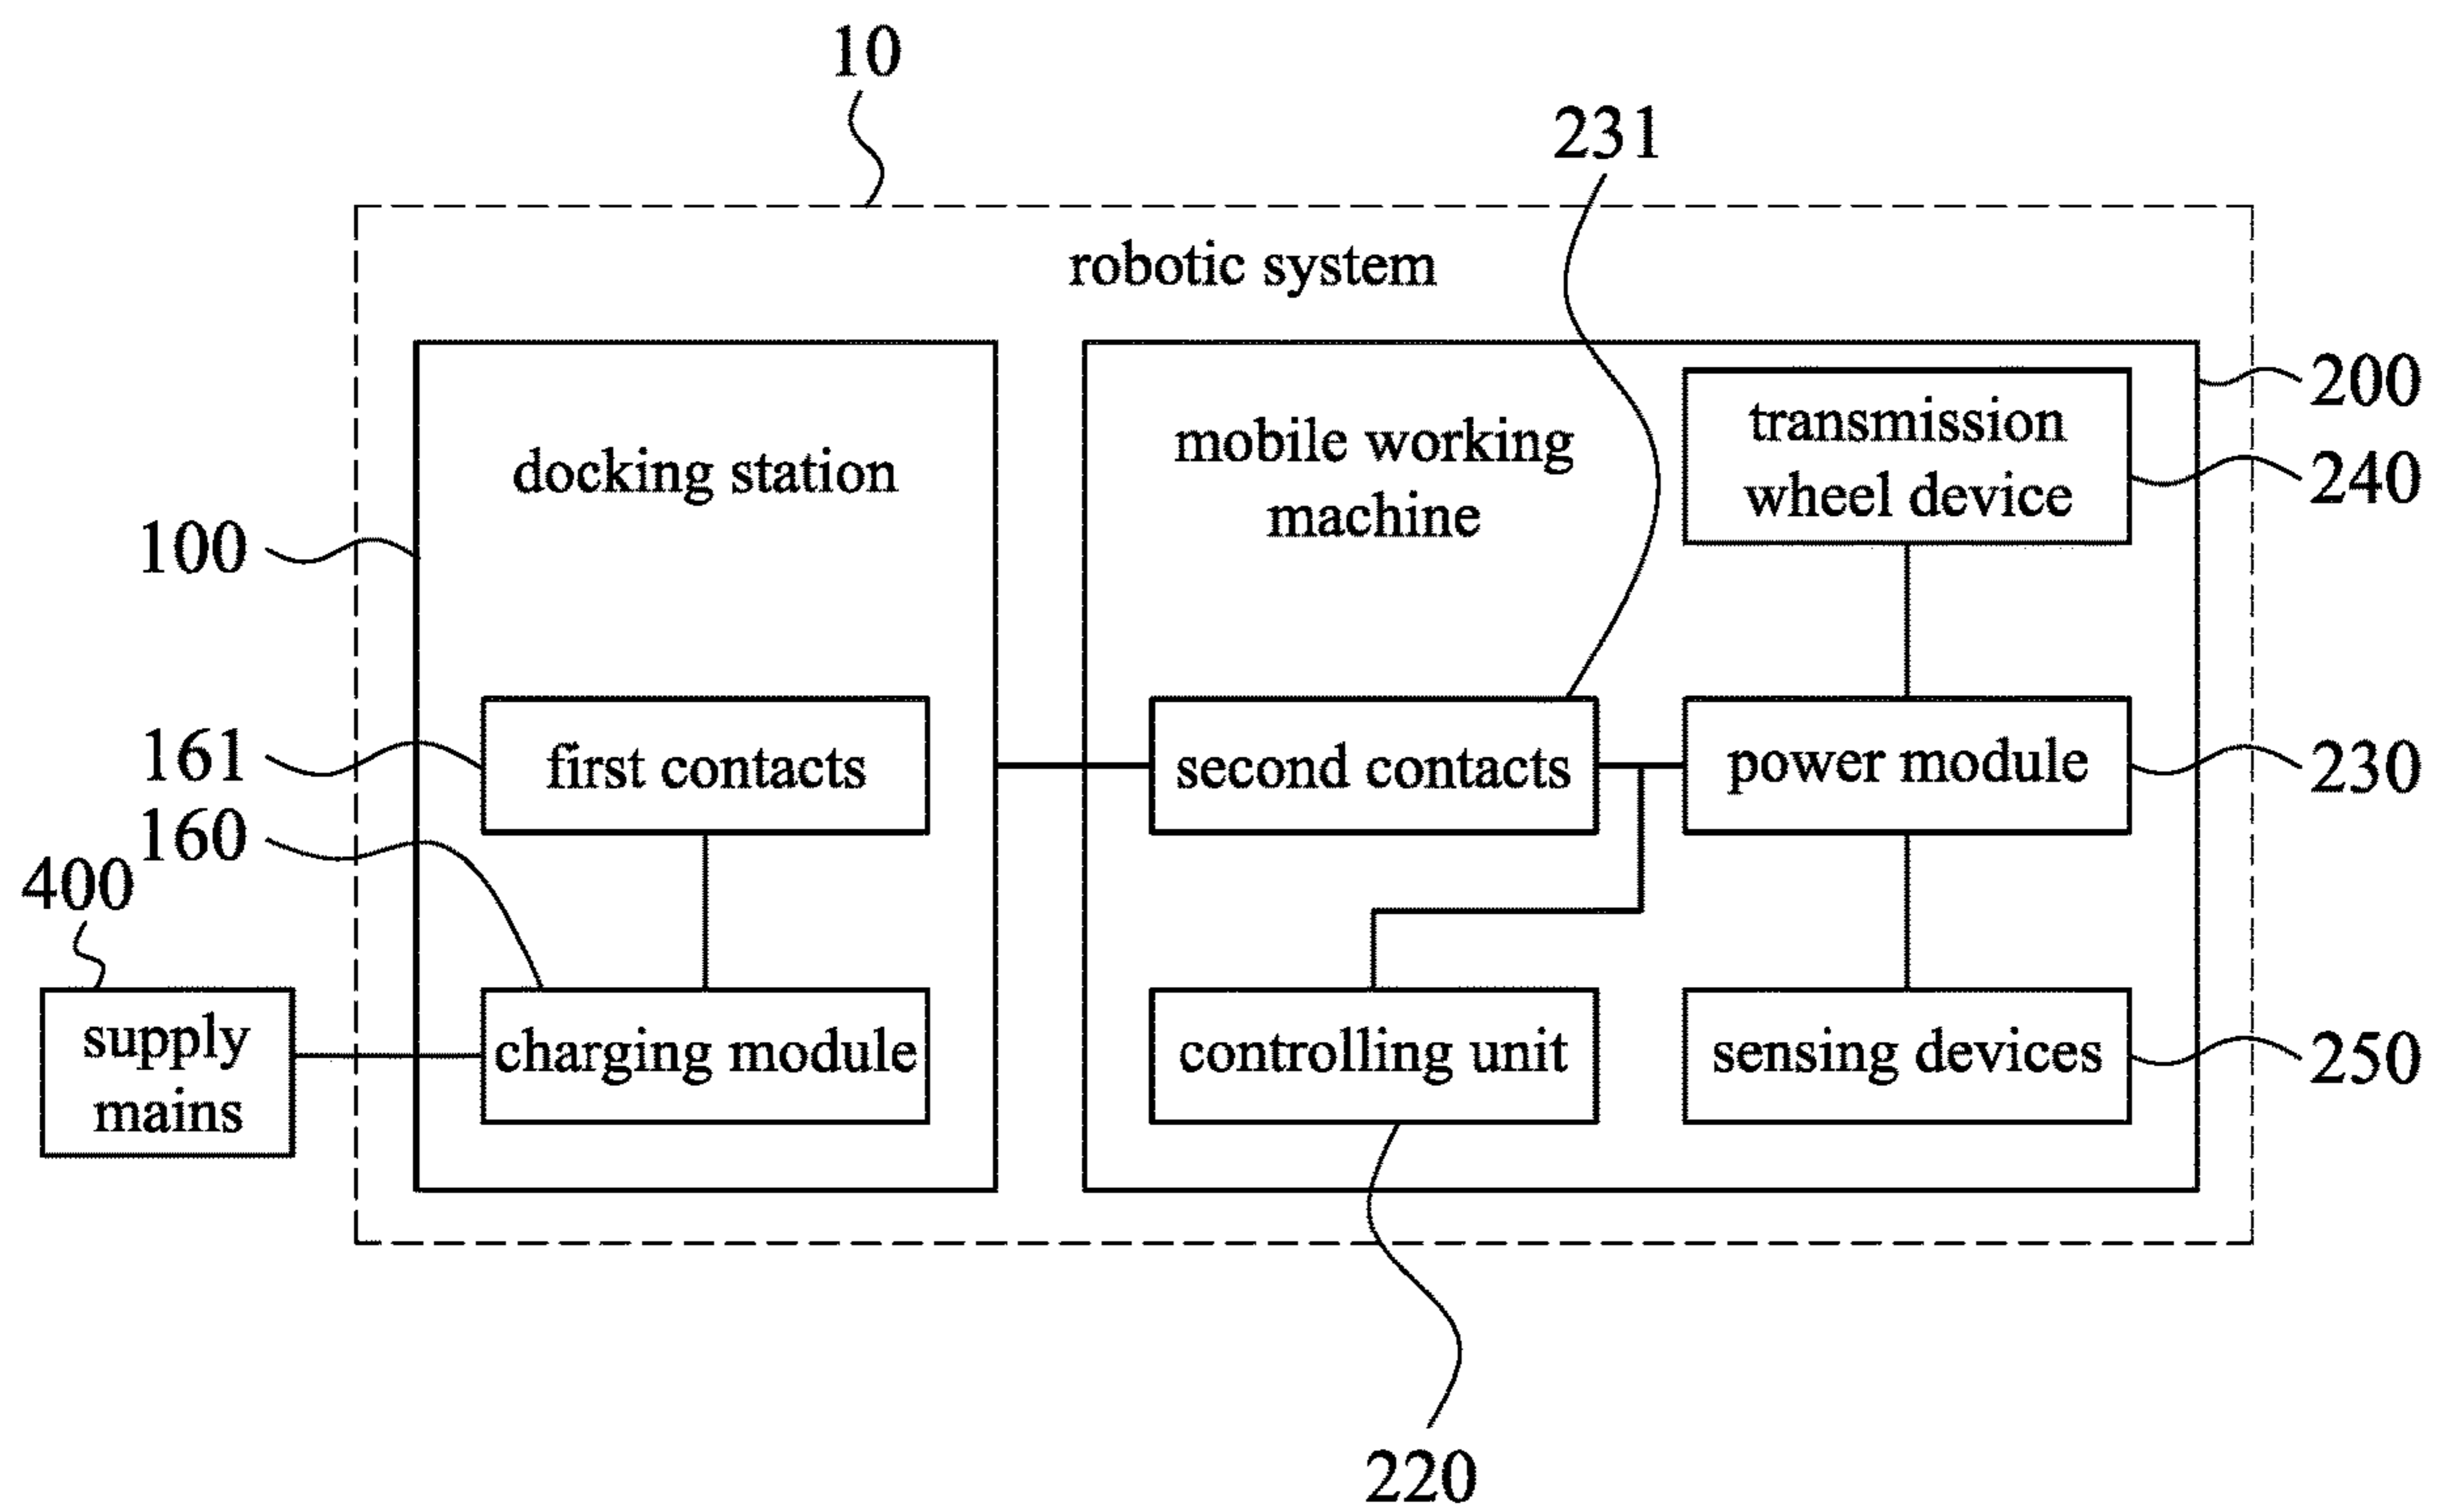 10
231
robotic system
200
transmission
wheel device
mobile working
machine
docking station
240
100
161
first contacts
second contacts
power module
230
160
400
supply
mains
charging module
controlling unit
sensing devices
250
220